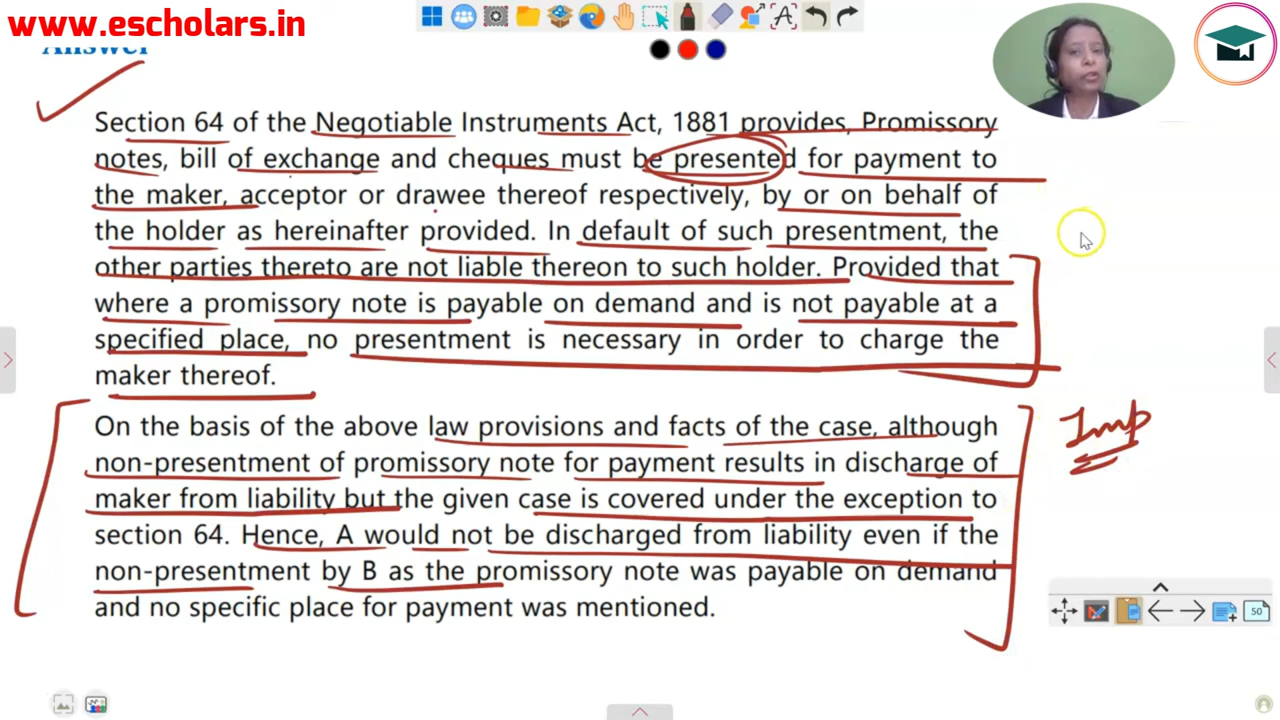 www.escholars.in
Answer
Section 64 of the Negotiable Instruments Act, 1881 provides, Promissory
notes, bill of exchange and cheques must be presented for payment to
the maker, acceptor or drawee thereof respectively, by or on behalf of
the holder as hereinafter provided. In default of such presentment, the
other parties thereto are not liable thereon to such holder. Provided that
where a promissory note is payable on demand and is not payable at a
specified place, no presentment is necessary in order to charge the
maker thereof.
On the basis of the above law provisions and facts of the case, although
non-presentment of promissory note for payment results in discharge of
maker from liability but the given case is covered under the exception to
section 64. Hence, A would not be discharged from liability even if the
non-presentment by B as the promissory note was payable on demand
and no specific place for payment was mentioned.
Imp
50